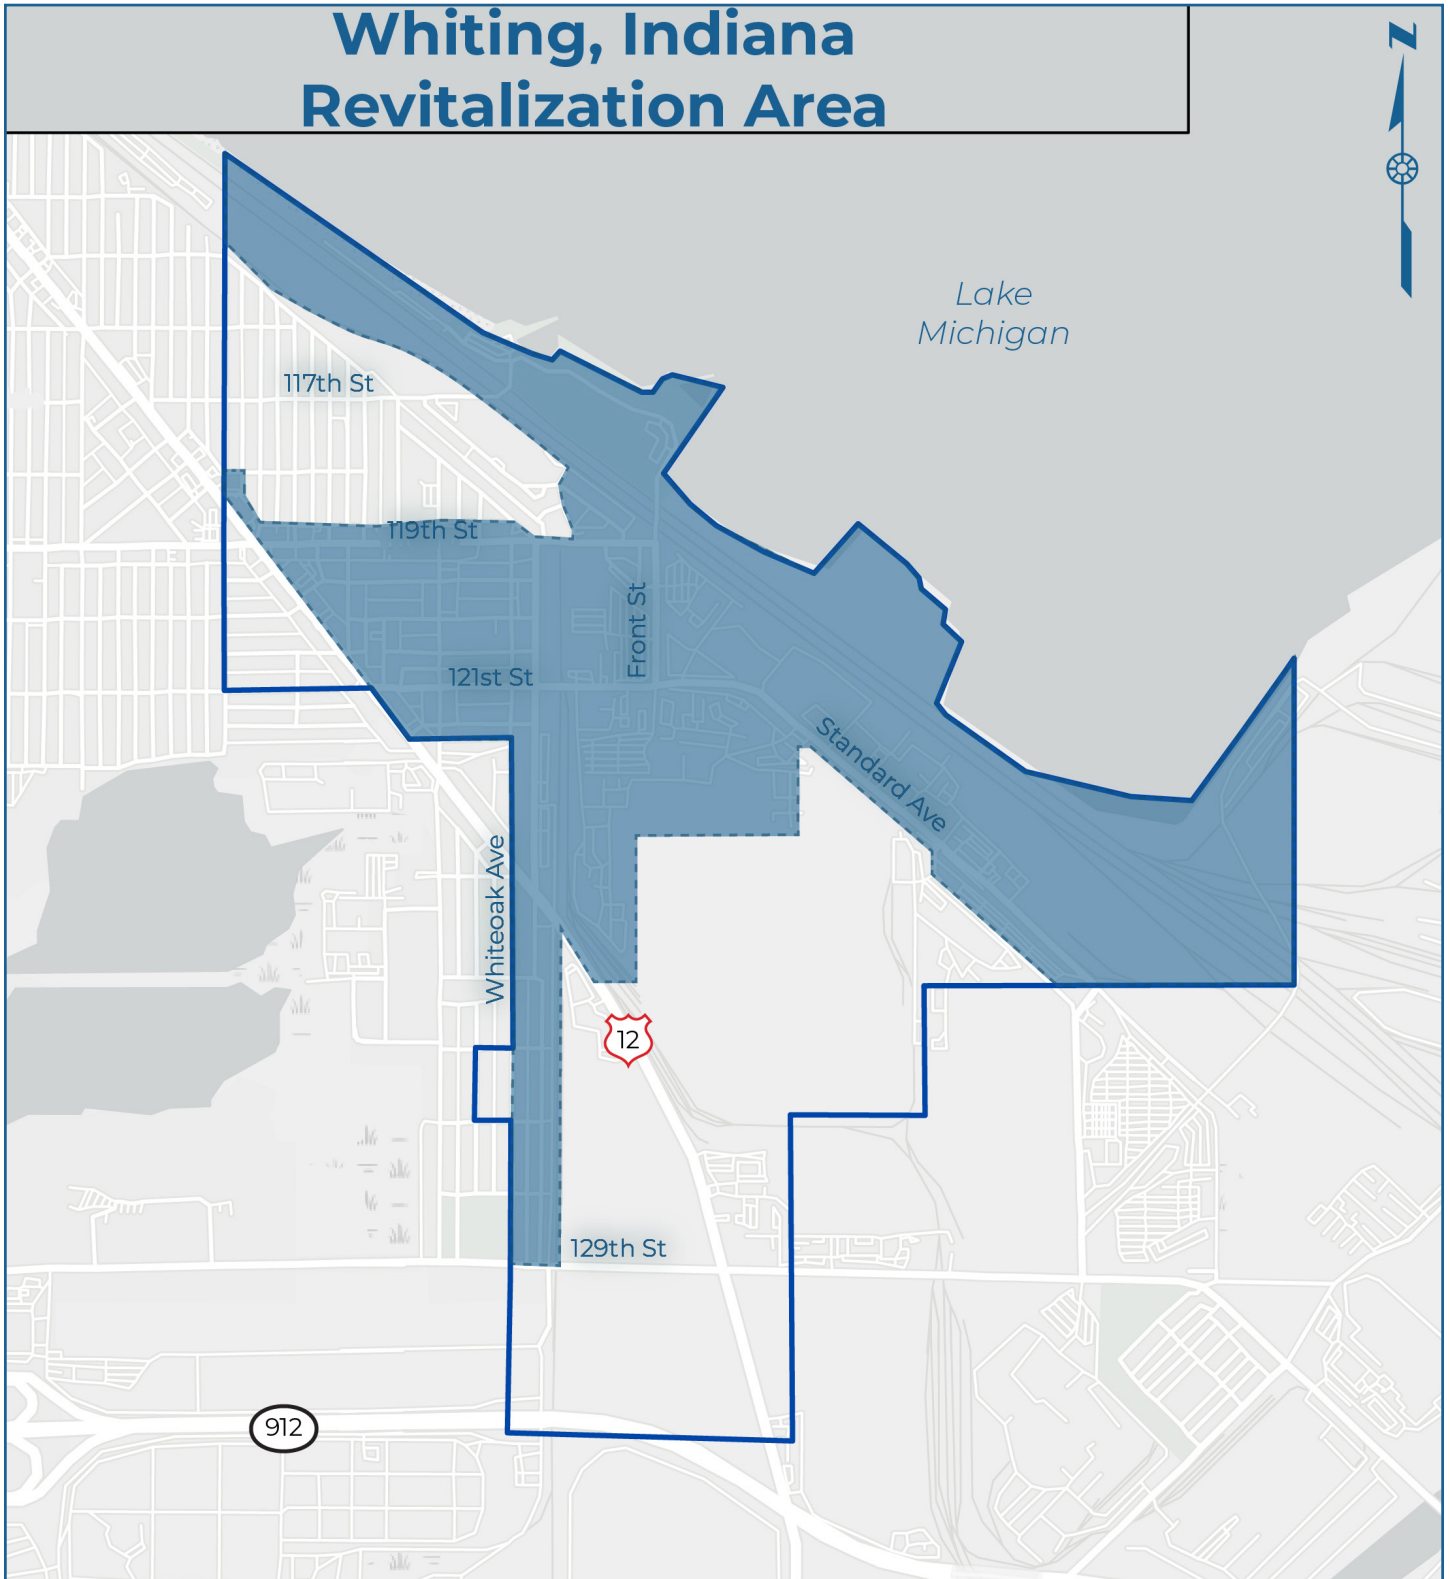 Whiting, Indiana
Revitalization Area
N
Lake
Michigan
117th St
119th St
Front St
121st St
Standard Ave
Whiteoak Ave
12
129th St
912